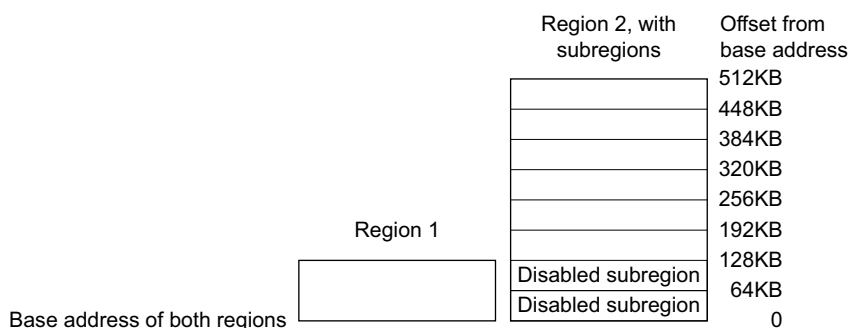 Region 2, with
subregions
Offset from
base address
512KB
448KB
384KB
320KB
256KB
Region 1
192KB
128KB
Disabled subregion
64KB
Disabled subregion
Base address of both regions
0